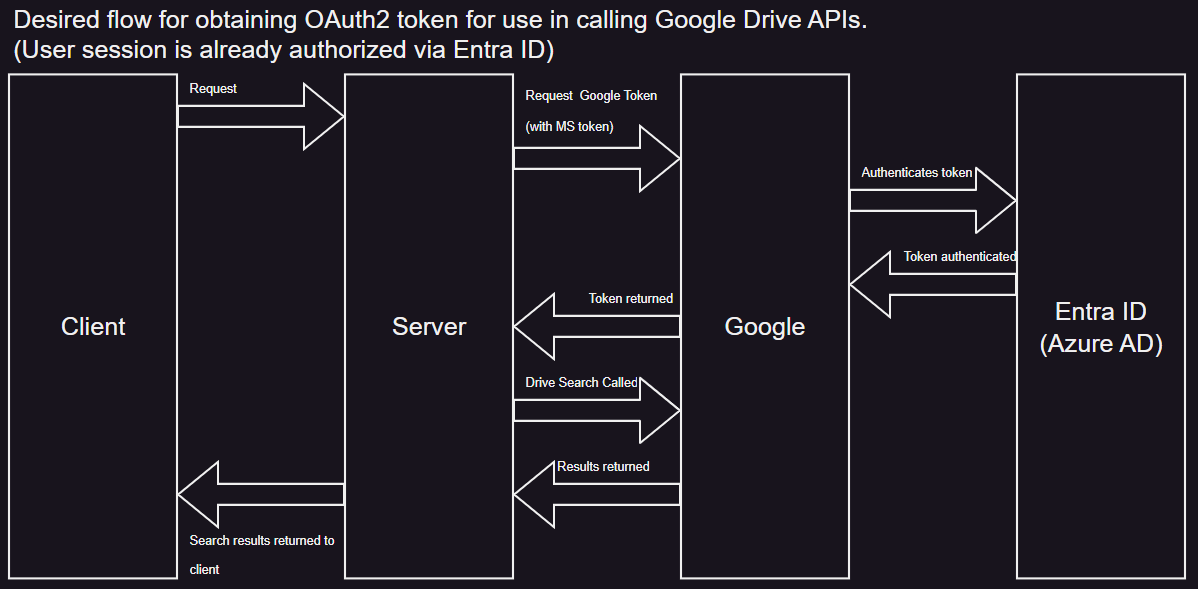 Desired flow for obtaining OAuth2 token for use in calling Google Drive APIs.
(User session is already authorized via Entra ID)
Request
Request Google Token
(with MS token)
Authenticates token
Token authenticated
Token returned
Client
Server
Google
Entra ID
(Azure AD)
Drive Search Called
Results returned
Search results returned to
client